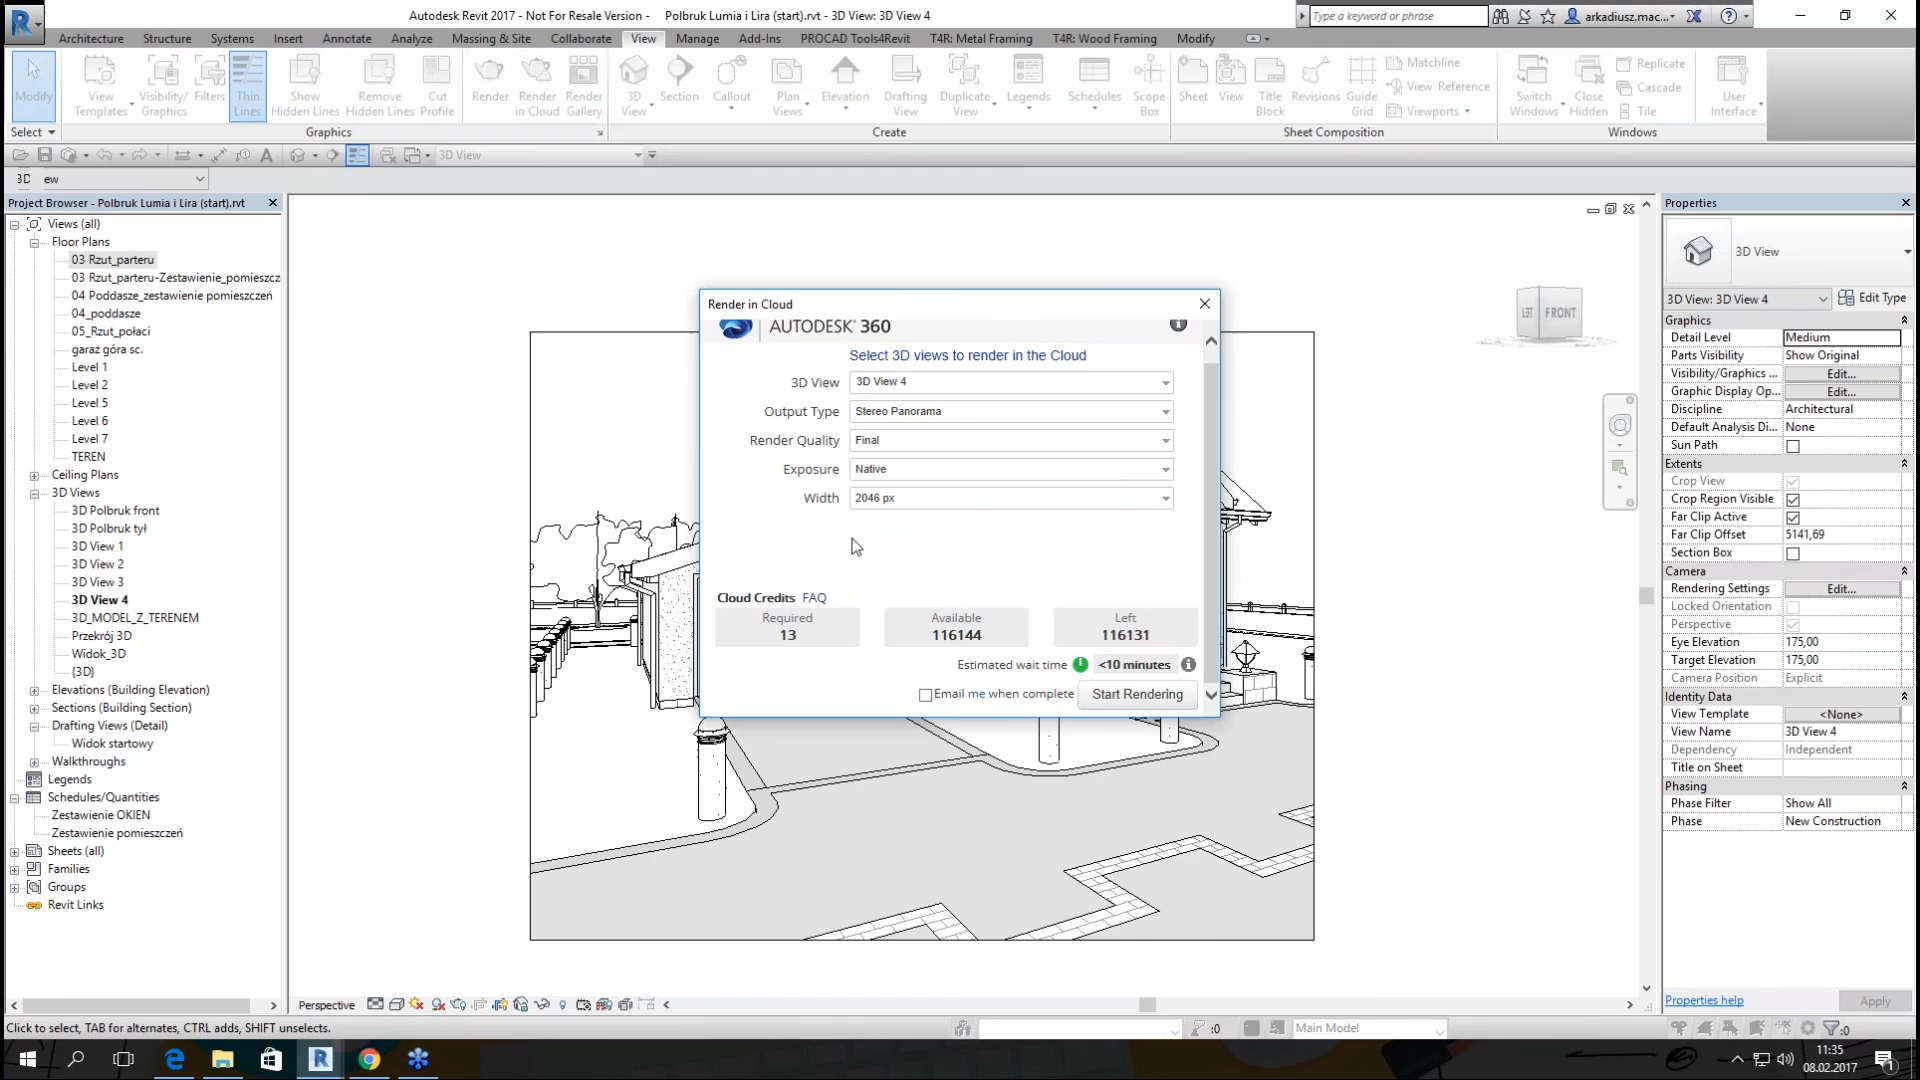 Autodesk Revit 2017 - Not For Resale Version - Polbruk Lumia i Lira (start).rvt - 3D View: 3D View 4
Type a keyword or phrase
arkadiusz.mac...
Architecture Structure Systems Insert Annotate Analyze Massing & Site Collaborate View Manage Add-Ins PROCAD Tools4Revit T4R: Metal Framing T4R: Wood Framing Modify
Modify
View Templates
Visibility/ Graphics
Filters
Thin Lines
Show Hidden Lines
Remove Hidden Lines
Cut Profile
Render
Render in Cloud
Render Gallery
3D View
Section
Callout
Plan Views
Elevation
Drafting View
Duplicate View
Legends
Schedules
Scope Box
Sheet
View
Title Block
Revisions
Guide Grid
Matchline
View Reference
Viewports
Switch Windows
Close Hidden
Replicate
Cascade
Tile
User Interface
Select
Graphics
Create
Sheet Composition
Windows
3D View
3D ew
Project Browser - Polbruk Lumia i Lira (start).rvt
Views (all)
Floor Plans
03 Rzut_parteru
03 Rzut_parteru-Zestawienie_pomieszcz
04 Poddasze_zestawienie pomieszczeń
04_poddasze
05_Rzut_połaci
garaż góra sc.
Level 1
Level 2
Level 5
Level 6
Level 7
TEREN
Ceiling Plans
3D Views
3D Polbruk front
3D Polbruk tył
3D View 1
3D View 2
3D View 3
3D View 4
3D_MODEL_Z_TERENEM
Przekrój 3D
Widok_3D
{3D}
Elevations (Building Elevation)
Sections (Building Section)
Drafting Views (Detail)
Widok startowy
Walkthroughs
Legends
Schedules/Quantities
Zestawienie OKIEN
Zestawienie pomieszczeń
Sheets (all)
Families
Groups
Revit Links
Render in Cloud
AUTODESK® 360
Select 3D views to render in the Cloud
3D View 3D View 4
Output Type Stereo Panorama
Render Quality Final
Exposure Native
Width 2046 px
Cloud Credits FAQ
Required Available Left
13 116144 116131
Estimated wait time <10 minutes
Email me when complete Start Rendering
FRONT
Properties
3D View
3D View: 3D View 4 Edit Type
Graphics
Detail Level Medium
Parts Visibility Show Original
Visibility/Graphics ... Edit...
Graphic Display Op... Edit...
Discipline Architectural
Default Analysis Di... None
Sun Path
Extents
Crop View
Crop Region Visible
Far Clip Active
Far Clip Offset 5141,69
Section Box
Camera
Rendering Settings Edit...
Locked Orientation
Perspective
Eye Elevation 175,00
Target Elevation 175,00
Camera Position Explicit
Identity Data
View Template <None>
View Name 3D View 4
Dependency Independent
Title on Sheet
Phasing
Phase Filter Show All
Phase New Construction
Properties help Apply
Perspective
Click to select, TAB for alternates, CTRL adds, SHIFT unselects.
:0
Main Model
:0
11:35
08.02.2017
1